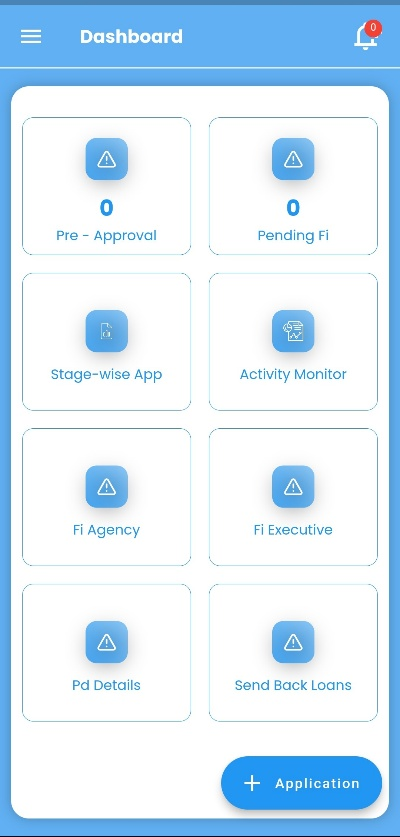 Dashboard
0
0
0
Pre - Approval
Pending Fi
Stage-wise App
Activity Monitor
Fi Agency
Fi Executive
Pd Details
Send Back Loans
Application